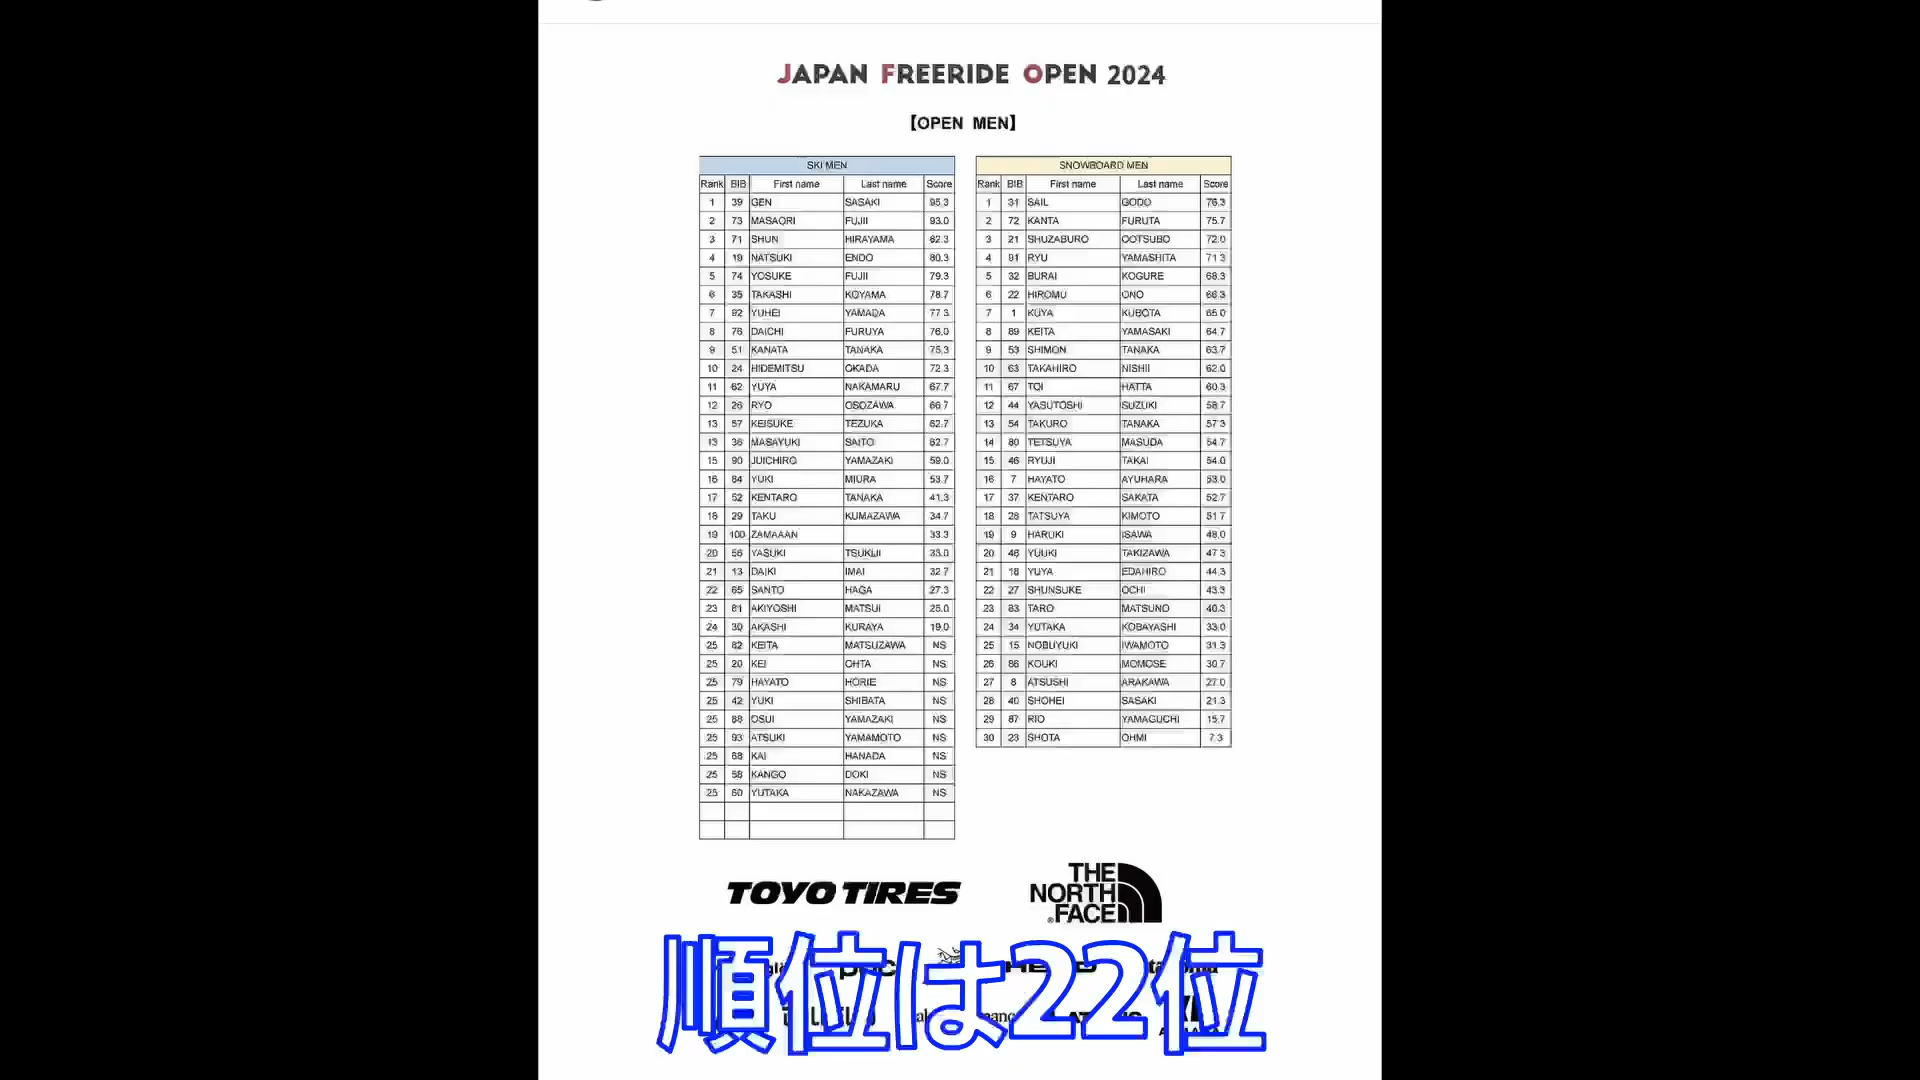 JAPAN FREERIDE OPEN 2024
【OPEN MEN】
SKI MEN
Rank BIB First name Last name Score
1 39 GEN SASAKI 95.3
2 73 MASAORI FUJII 93.0
3 71 SHUN HIRAYAMA 82.3
4 19 NATSUKI ENDO 80.3
5 74 YOSUKE FUJII 79.3
6 35 TAKASHI KOYAMA 78.7
7 92 YUHEI YAMADA 77.3
8 76 DAICHI FURUYA 76.0
9 51 KANATA TANAKA 75.3
10 24 HIDEMITSU OKADA 72.3
11 62 YUYA NAKAMARU 67.7
12 26 RYO OSOZAWA 66.7
13 57 KEISUKE TEZUKA 62.7
13 36 MASAYUKI SAITO 62.7
15 90 JUICHIRO YAMAZAKI 59.0
16 84 YUKI MIURA 53.7
17 52 KENTARO TANAKA 41.3
18 29 TAKU KUMAZAWA 34.7
19 100 ZAMAAAN 33.3
20 56 YASUKI TSUKIJI 33.0
21 13 DAIKI IMAI 32.7
22 65 SANTO HAGA 27.3
23 81 AKIYOSHI MATSUI 25.0
24 30 AKASHI KURAYA 19.0
25 82 KEITA MATSUZAWA NS
25 20 KEI OHTA NS
25 79 HAYATO HORIE NS
25 42 YUKI SHIBATA NS
25 88 OSUI YAMAZAKI NS
25 93 ATSUKI YAMAMOTO NS
25 68 KAI HANADA NS
25 58 KANGO DOKI NS
25 60 YUTAKA NAKAZAWA NS
SNOWBOARD MEN
Rank BIB First name Last name Score
1 31 SAIL GODO 76.3
2 72 KANTA FURUTA 75.7
3 21 SHUZABURO OOTSUBO 72.0
4 91 RYU YAMASHITA 71.3
5 32 BURAI KOGURE 68.3
6 22 HIROMU ONO 66.3
7 1 KOYA KUBOTA 65.0
8 89 KEITA YAMASAKI 64.7
9 53 SHIMON TANAKA 63.7
10 63 TAKAHIRO NISHII 62.0
11 67 TOI HATTA 60.3
12 44 YASUTOSHI SUZUKI 58.7
13 54 TAKURO TANAKA 57.3
14 80 TETSUYA MASUDA 54.7
15 46 RYUJI TAKAI 54.0
16 7 HAYATO AYUHARA 53.0
17 37 KENTARO SAKATA 52.7
18 28 TATSUYA KIMOTO 51.7
19 9 HARUKI ISAWA 48.0
20 48 YUUKI TAKIZAWA 47.3
21 18 YUYA EDAHIRO 44.3
22 27 SHUNSUKE OCHI 43.3
23 83 TARO MATSUNO 40.3
24 34 YUTAKA KOBAYASHI 33.0
25 15 NOBUYUKI IWAMOTO 31.3
26 86 KOUKI MOMOSE 30.7
27 8 ATSUSHI ARAKAWA 27.0
28 40 SHOHEI SASAKI 21.3
29 87 RIO YAMAGUCHI 15.7
30 23 SHOTA OHMI 7.3
TOYO TIRES
THE NORTH FACE
順位は22位